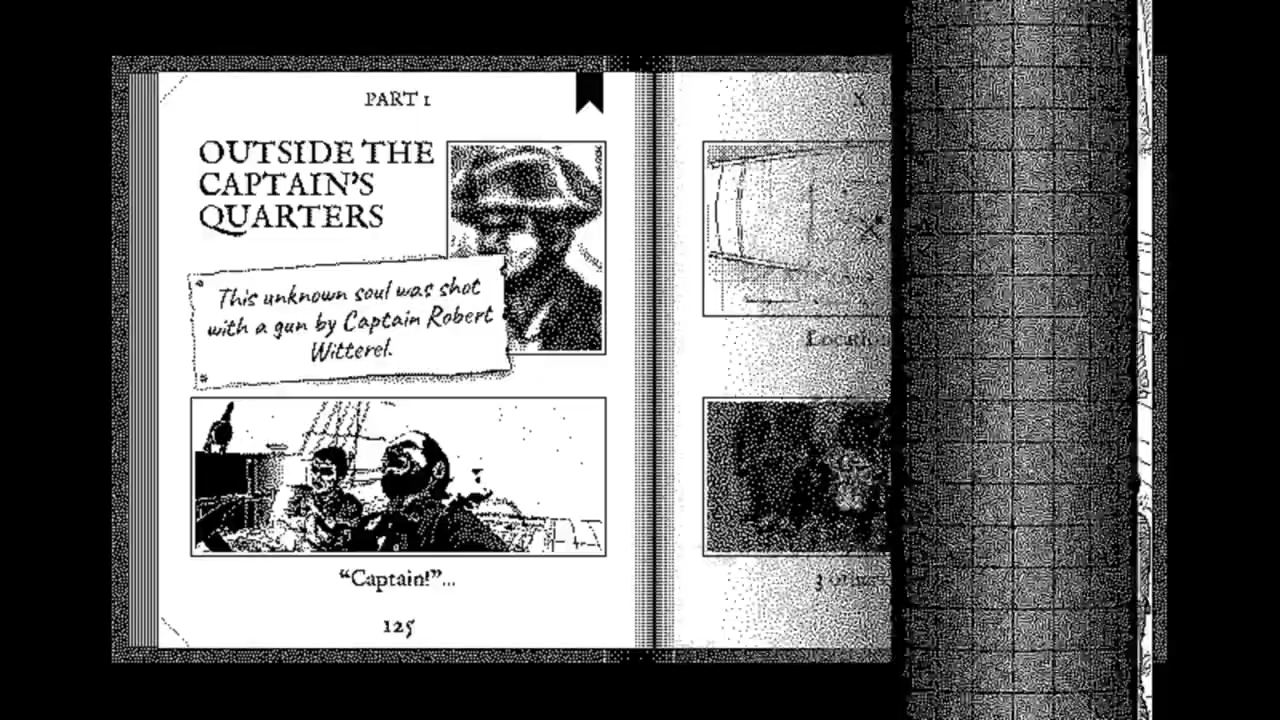 PART 1
OUTSIDE THE
CAPTAIN'S
QUARTERS
This unknown soul was shot
with a gun by Captain Robert
Witterel.
"Captain!"...
125
X